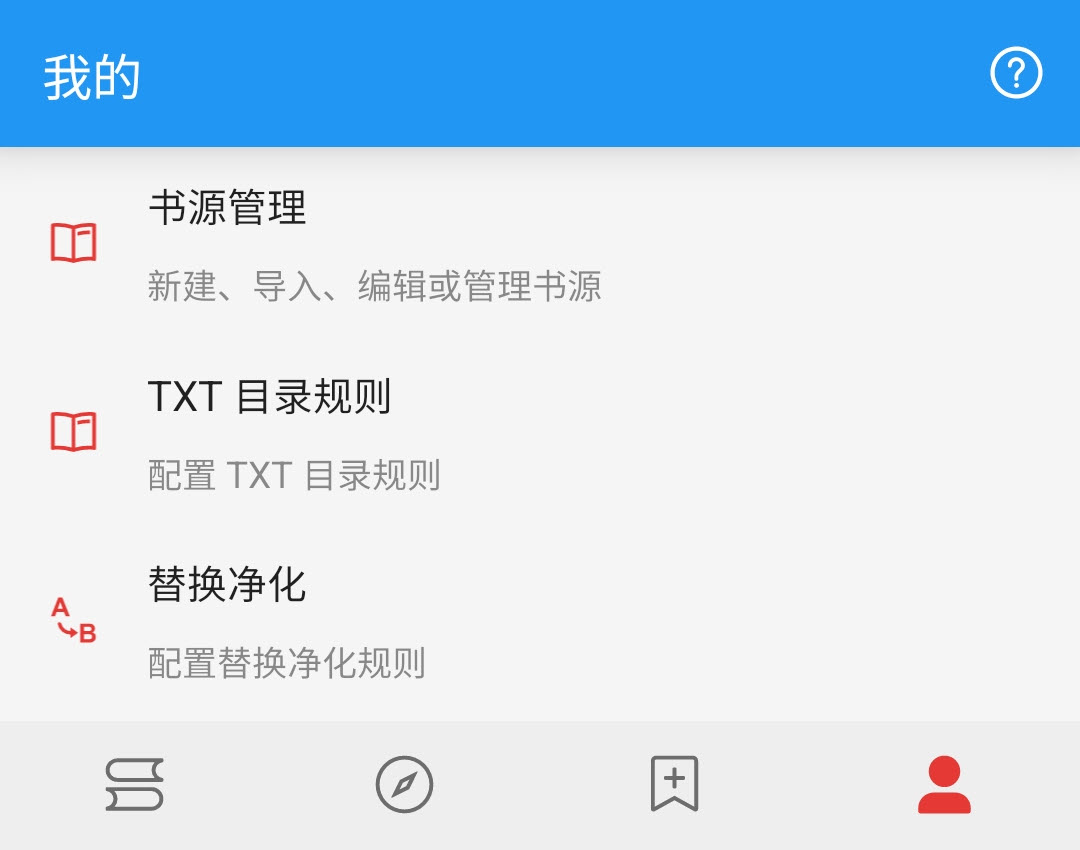 我的
书源管理
新建、导入、编辑或管理书源
TXT 目录规则
配置 TXT 目录规则
A
B
替换净化
配置替换净化规则